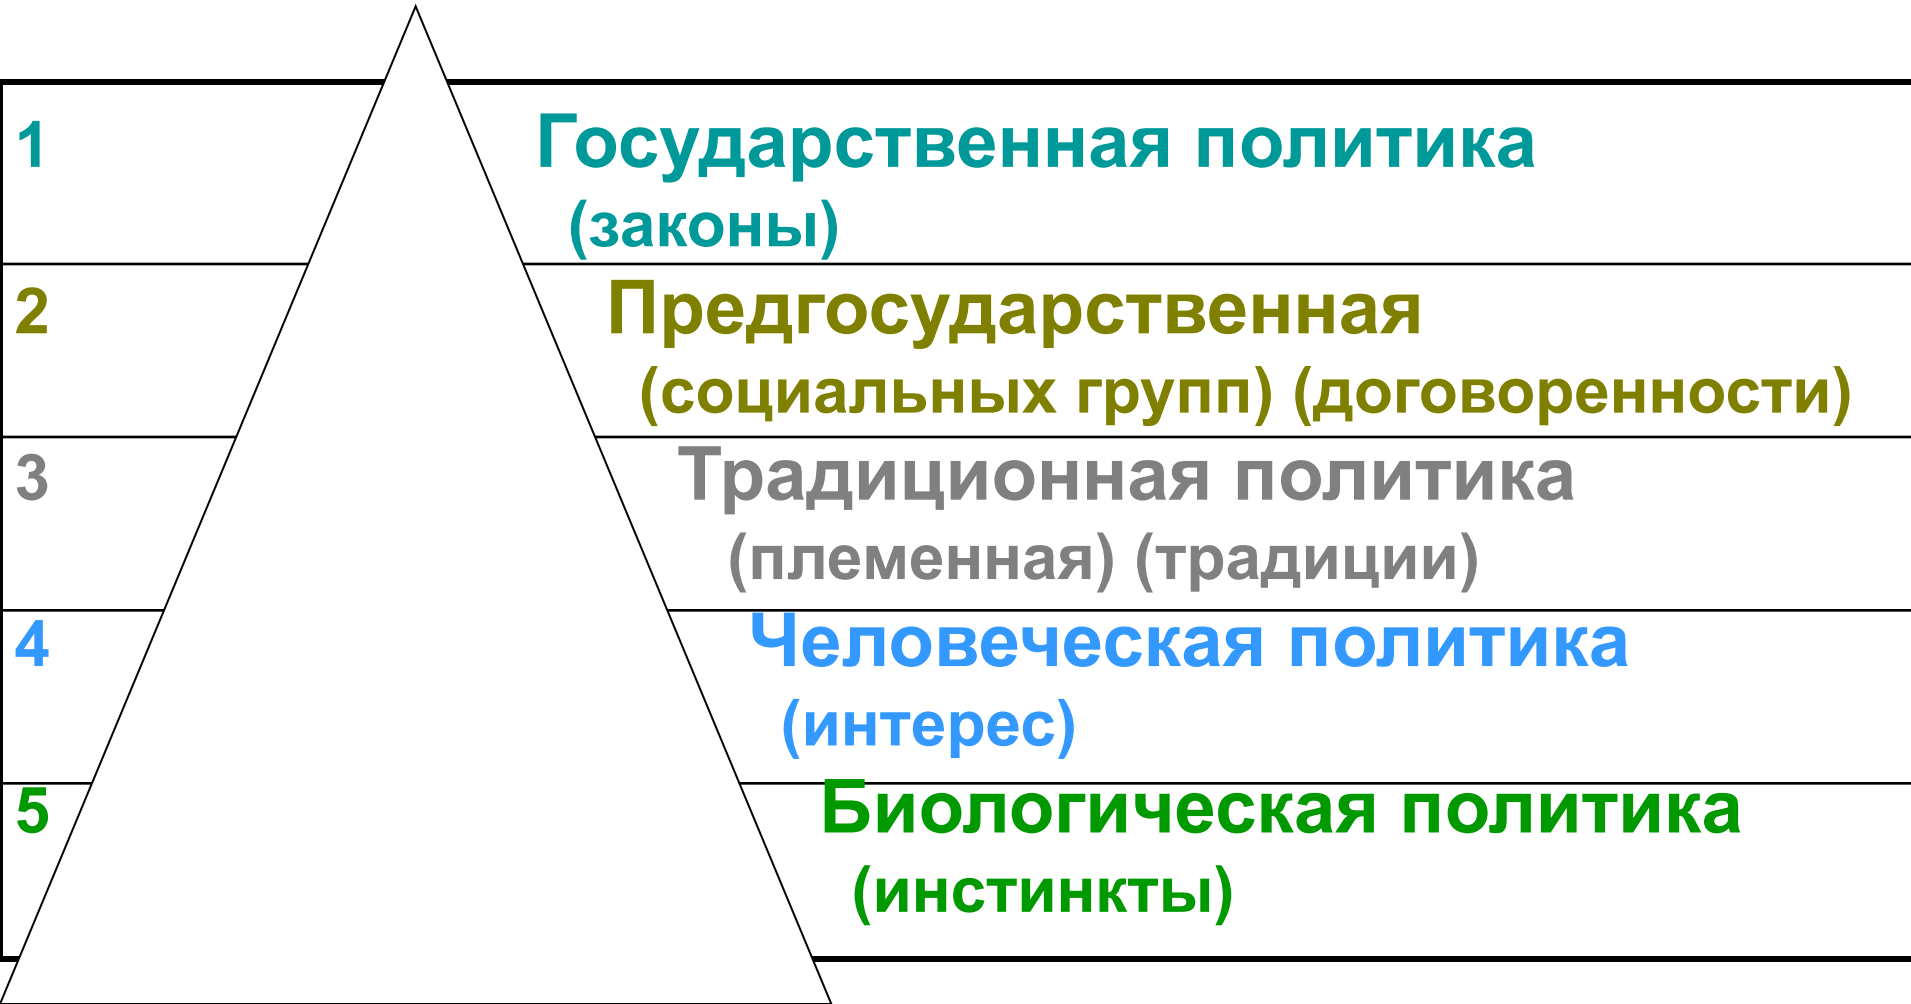 1
Государственная политика
(законы)
2
Предгосударственная
(социальных групп) (договоренности)
3
Традиционная политика
(племенная) (традиции)
4
Человеческая политика
(интерес)
5
Биологическая политика
(инстинкты)